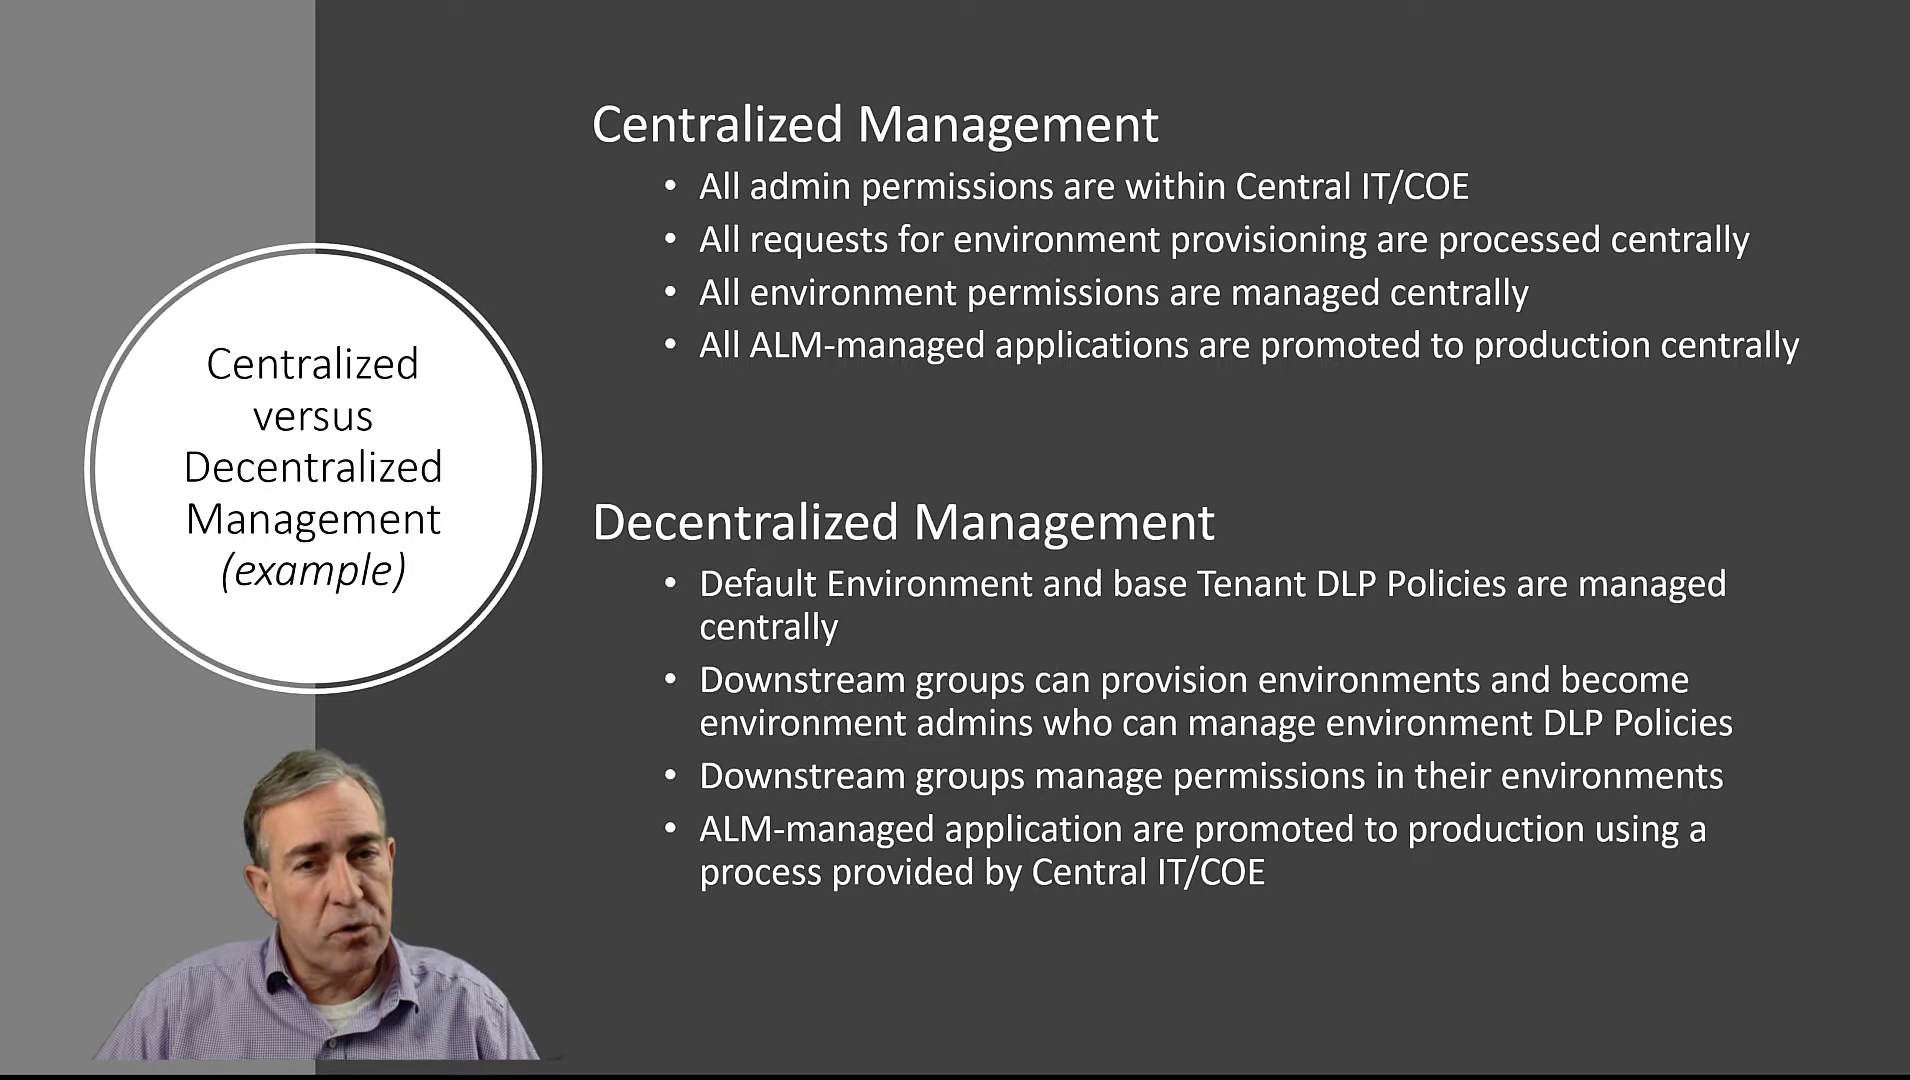 Centralized
versus
Decentralized
Management
(example)
Centralized Management
• All admin permissions are within Central IT/COE
• All requests for environment provisioning are processed centrally
• All environment permissions are managed centrally
• All ALM-managed applications are promoted to production centrally
Decentralized Management
• Default Environment and base Tenant DLP Policies are managed
centrally
• Downstream groups can provision environments and become
environment admins who can manage environment DLP Policies
• Downstream groups manage permissions in their environments
• ALM-managed application are promoted to production using a
process provided by Central IT/COE